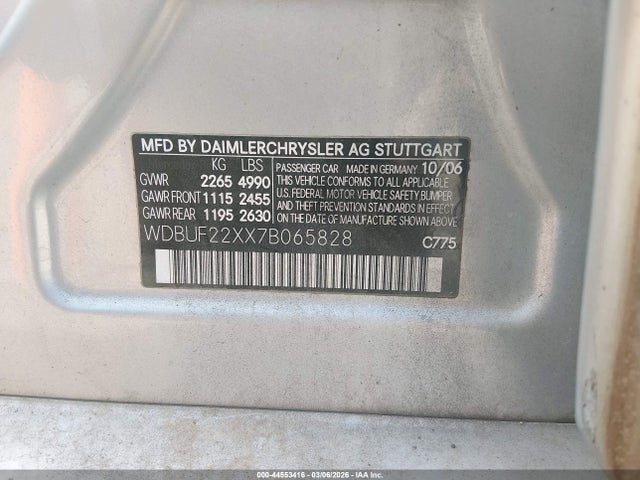 MFD BY DAIMLERCHRYSLER AG STUTTGART
KG LBS
GVWR 2265 4990
GAWR FRONT 1115 2455
GAWR REAR 1195 2630
PASSENGER CAR MADE IN GERMANY 10/06
THIS VEHICLE CONFORMS TO ALL APPLICABLE
U.S. FEDERAL MOTOR VEHICLE SAFETY, BUMPER,
AND THEFT PREVENTION STANDARDS IN EFFECT
ON THE DATE OF MANUFACTURE SHOWN ABOVE
WDBUF22XX7B065828
C775
000-44553416 | 03/06/2026 - IAA Inc.